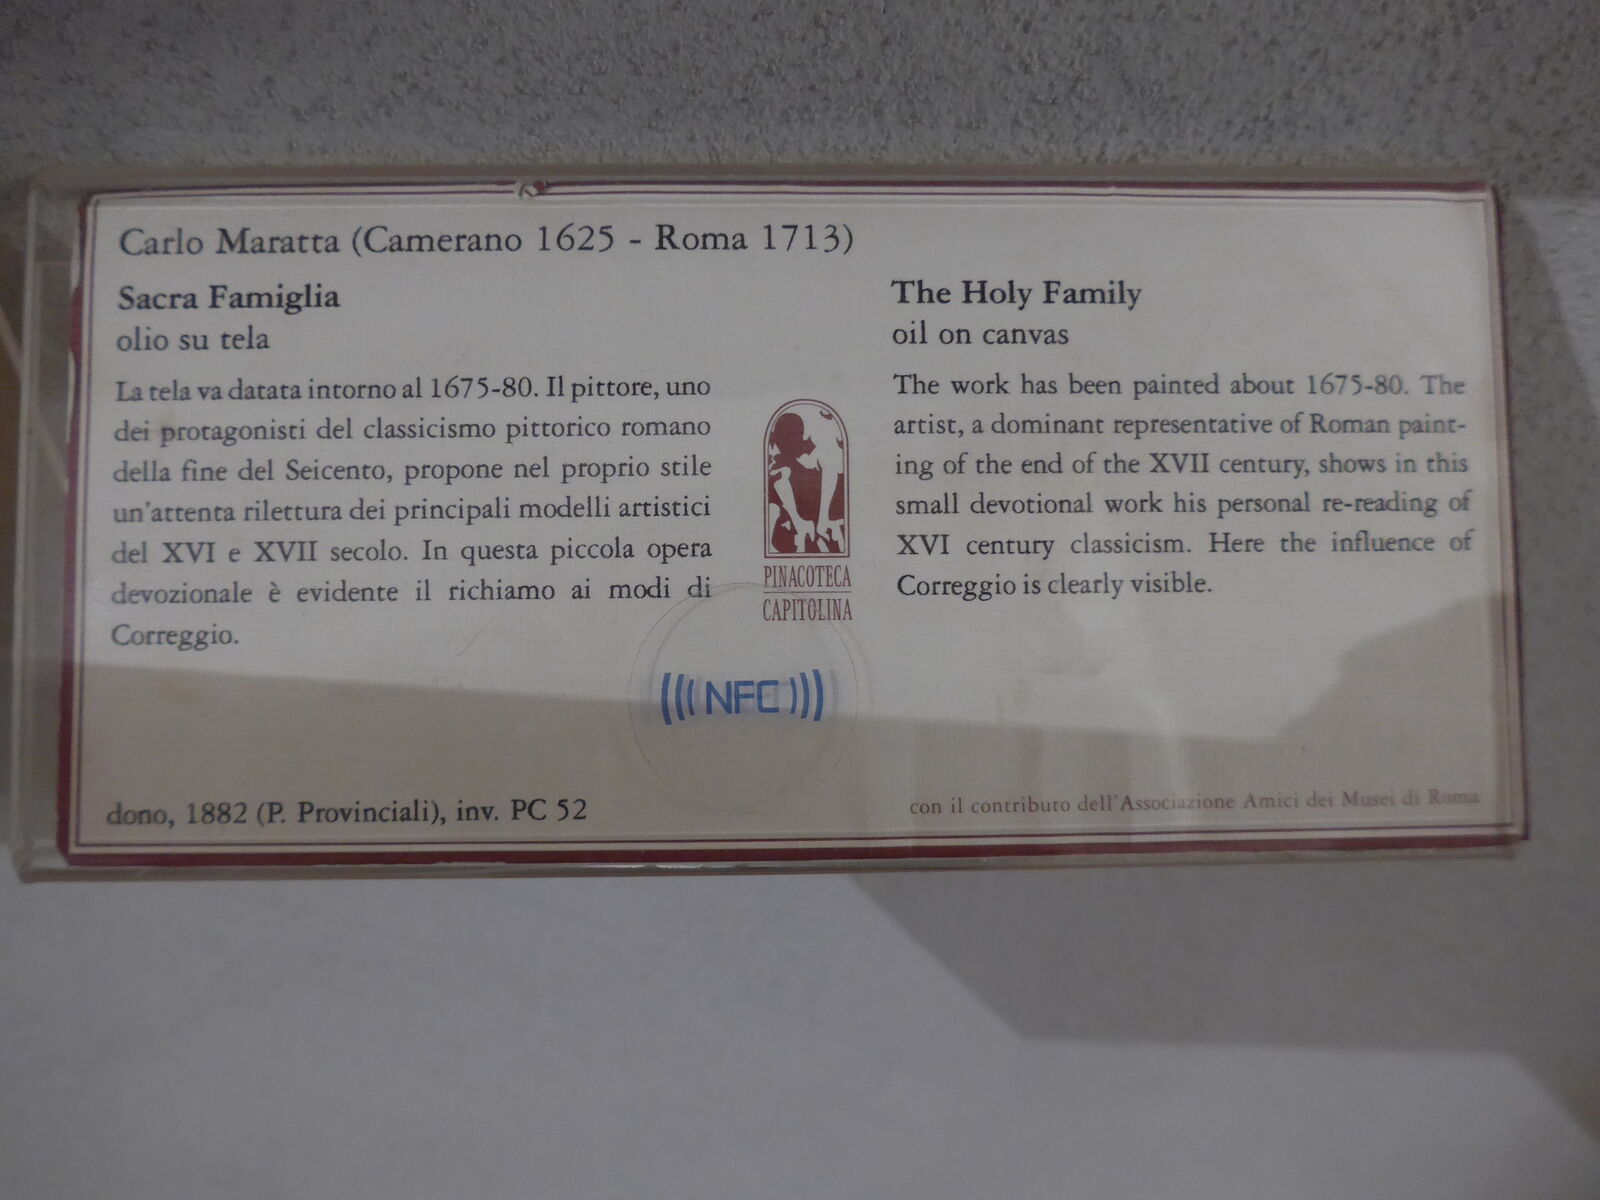 Carlo Maratta (Camerano 1625 - Roma 1713)
Sacra Famiglia
olio su tela
La tela va datata intorno al 1675-80. Il pittore, uno
dei protagonisti del classicismo pittorico romano
della fine del Seicento, propone nel proprio stile
un'attenta rilettura dei principali modelli artistici
del XVI e XVII secolo. In questa piccola opera
devozionale è evidente il richiamo ai modi di
Correggio.
PINACOTECA
CAPITOLINA
NFC
The Holy Family
oil on canvas
The work has been painted about 1675-80. The
artist, a dominant representative of Roman paint-
ing of the end of the XVII century, shows in this
small devotional work his personal re-reading of
XVI century classicism. Here the influence of
Correggio is clearly visible.
dono, 1882 (P. Provinciali), inv. PC 52
con il contributo dell'Associazione Amici dei Musei di Roma